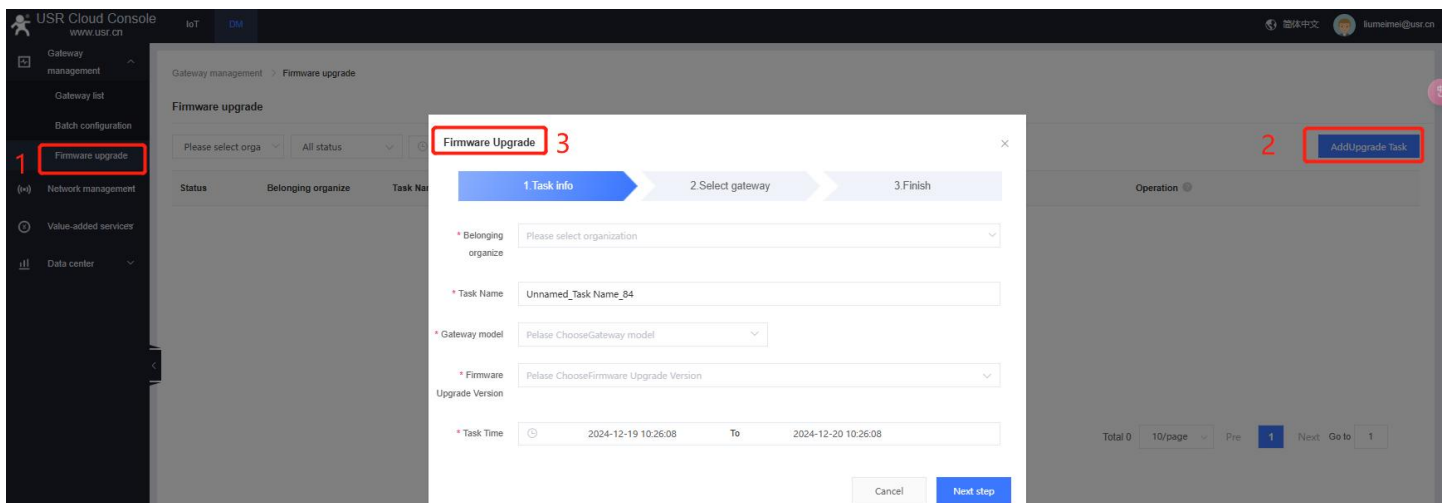 USR Cloud Console
www.usr.cn
IoT
DM
简体中文
liumeimei@usr.cn
Gateway
management
Gateway list
Batch configuration
1
Firmware upgrade
Network management
Value-added services
Data center
Gateway management > Firmware upgrade
Firmware upgrade
Please select orga
All status
2
AddUpgrade Task
Status
Belonging organize
Task Nar
Operation
Firmware Upgrade
3
1.Task info
2.Select gateway
3.Finish
* Belonging
organize
Please select organization
* Task Name
Unnamed_Task Name_84
* Gateway model
Pelase ChooseGateway model
* Firmware
Upgrade Version
Pelase ChooseFirmware Upgrade Version
* Task Time
2024-12-19 10:26:08 To 2024-12-20 10:26:08
Cancel
Next step
Total 0 10/page Pre 1 Next Go to 1